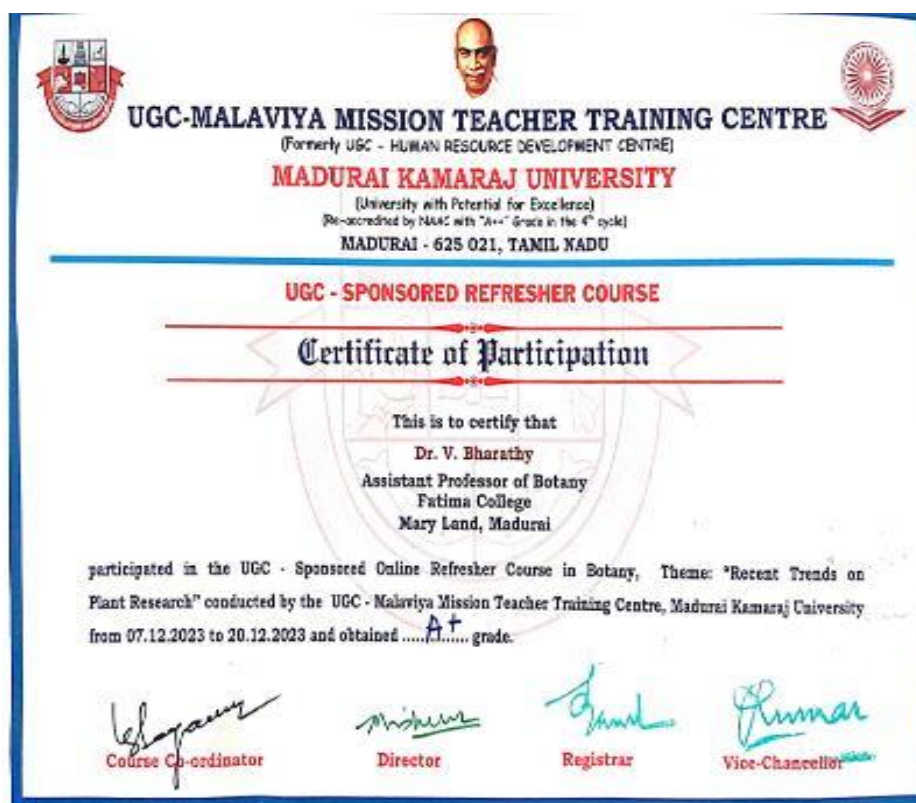 UGC-MALAVIYA MISSION TEACHER TRAINING CENTRE
(Formerly UGC - HUMAN RESOURCE DEVELOPMENT CENTRE)
MADURAI KAMARAJ UNIVERSITY
(University with Potential for Excellence)
(Re-accredited by NAAC with "A++" Grade in the 4th cycle)
MADURAI - 625 021, TAMIL NADU
UGC - SPONSORED REFRESHER COURSE
Certificate of Participation
This is to certify that
Dr. V. Bharathy
Assistant Professor of Botany
Fatima College
Mary Land, Madurai
participated in the UGC - Sponsored Online Refresher Course in Botany, Theme: "Recent Trends on
Plant Research" conducted by the UGC - Malaviya Mission Teacher Training Centre, Madurai Kamaraj University
from 07.12.2023 to 20.12.2023 and obtained .....A+...... grade.
Course Co-ordinator Director Registrar Vice-Chancellor